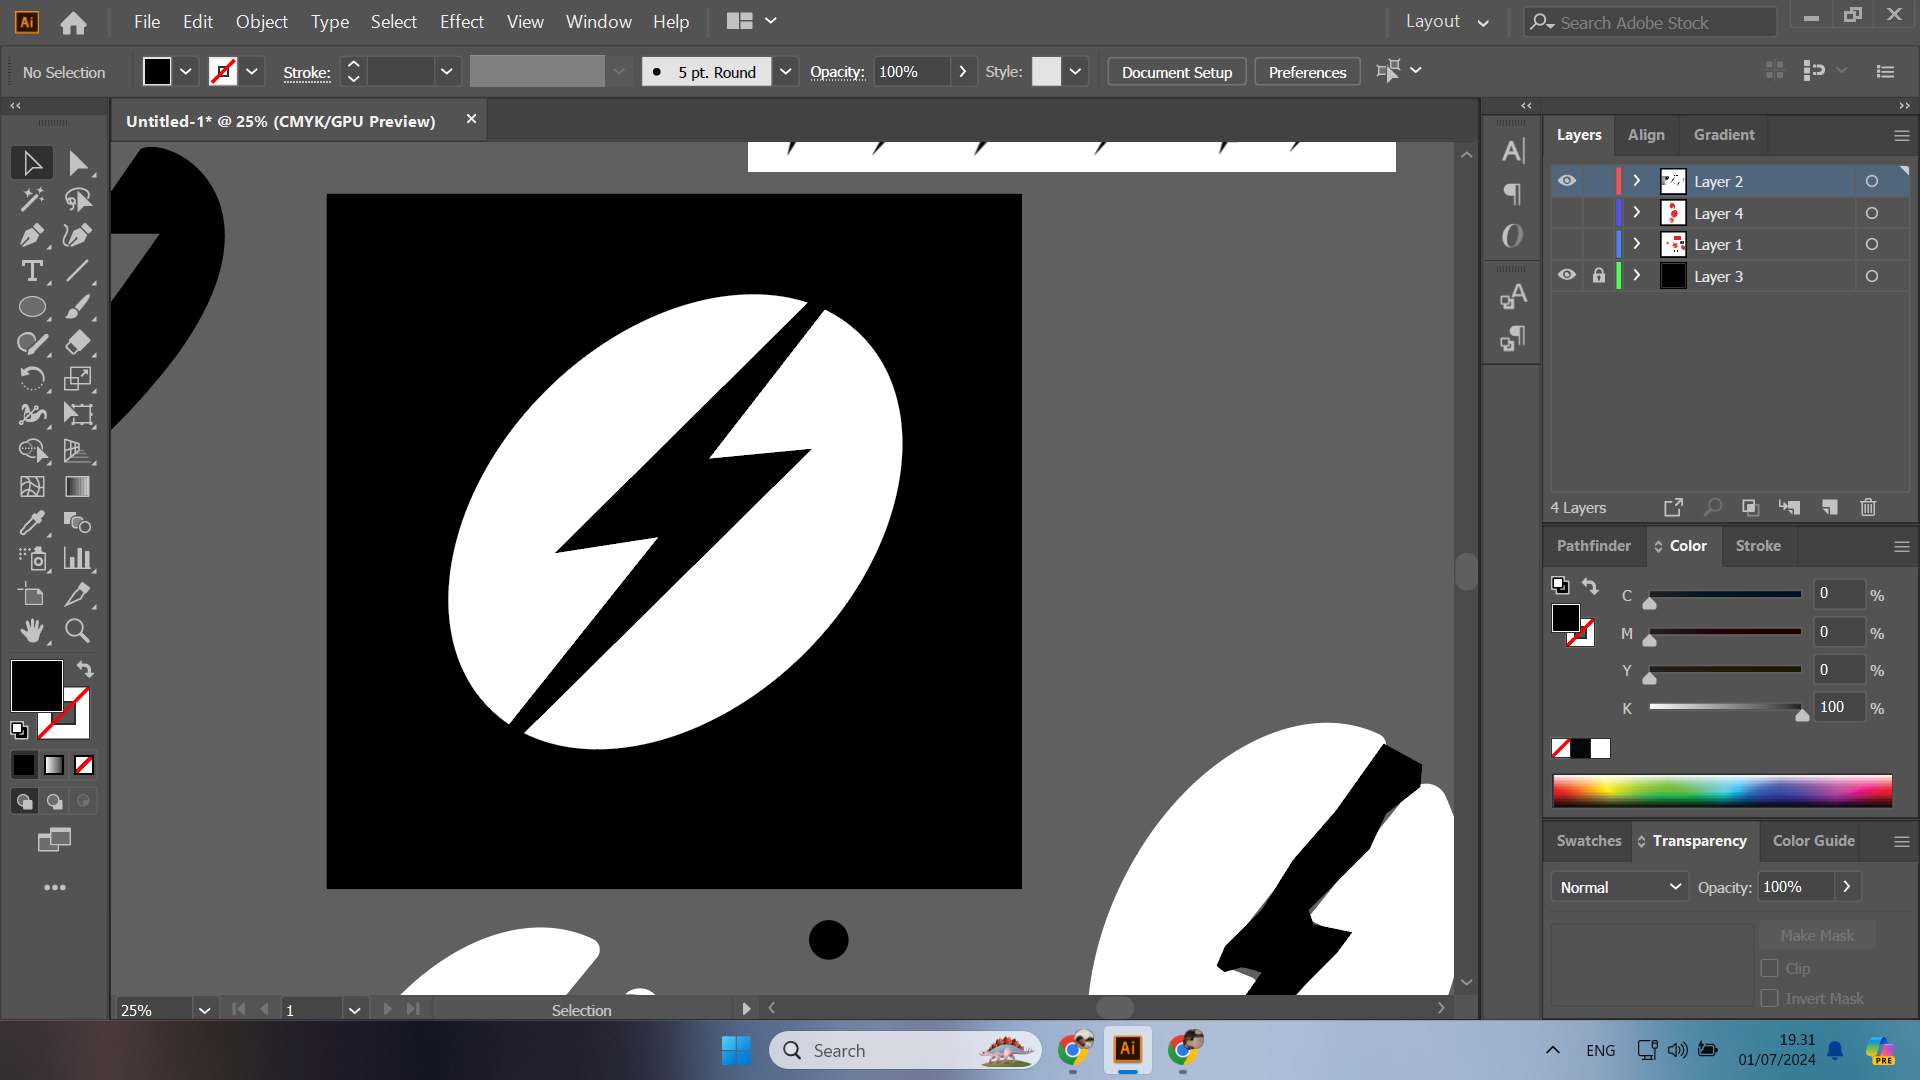 Ai File Edit Object Type Select Effect View Window Help Layout Search Adobe Stock
No Selection Stroke: 5 pt. Round Opacity: 100% Style: Document Setup Preferences
Untitled-1* @ 25% (CMYK/GPU Preview)
Layers Align Gradient
Layer 2
Layer 4
Layer 1
Layer 3
4 Layers
Pathfinder Color Stroke
C 0 %
M 0 %
Y 0 %
K 100 %
Swatches Transparency Color Guide
Normal Opacity: 100%
Make Mask
Clip
Invert Mask
25% 1 Selection
Search Ai ENG 19.31
01/07/2024
PRE